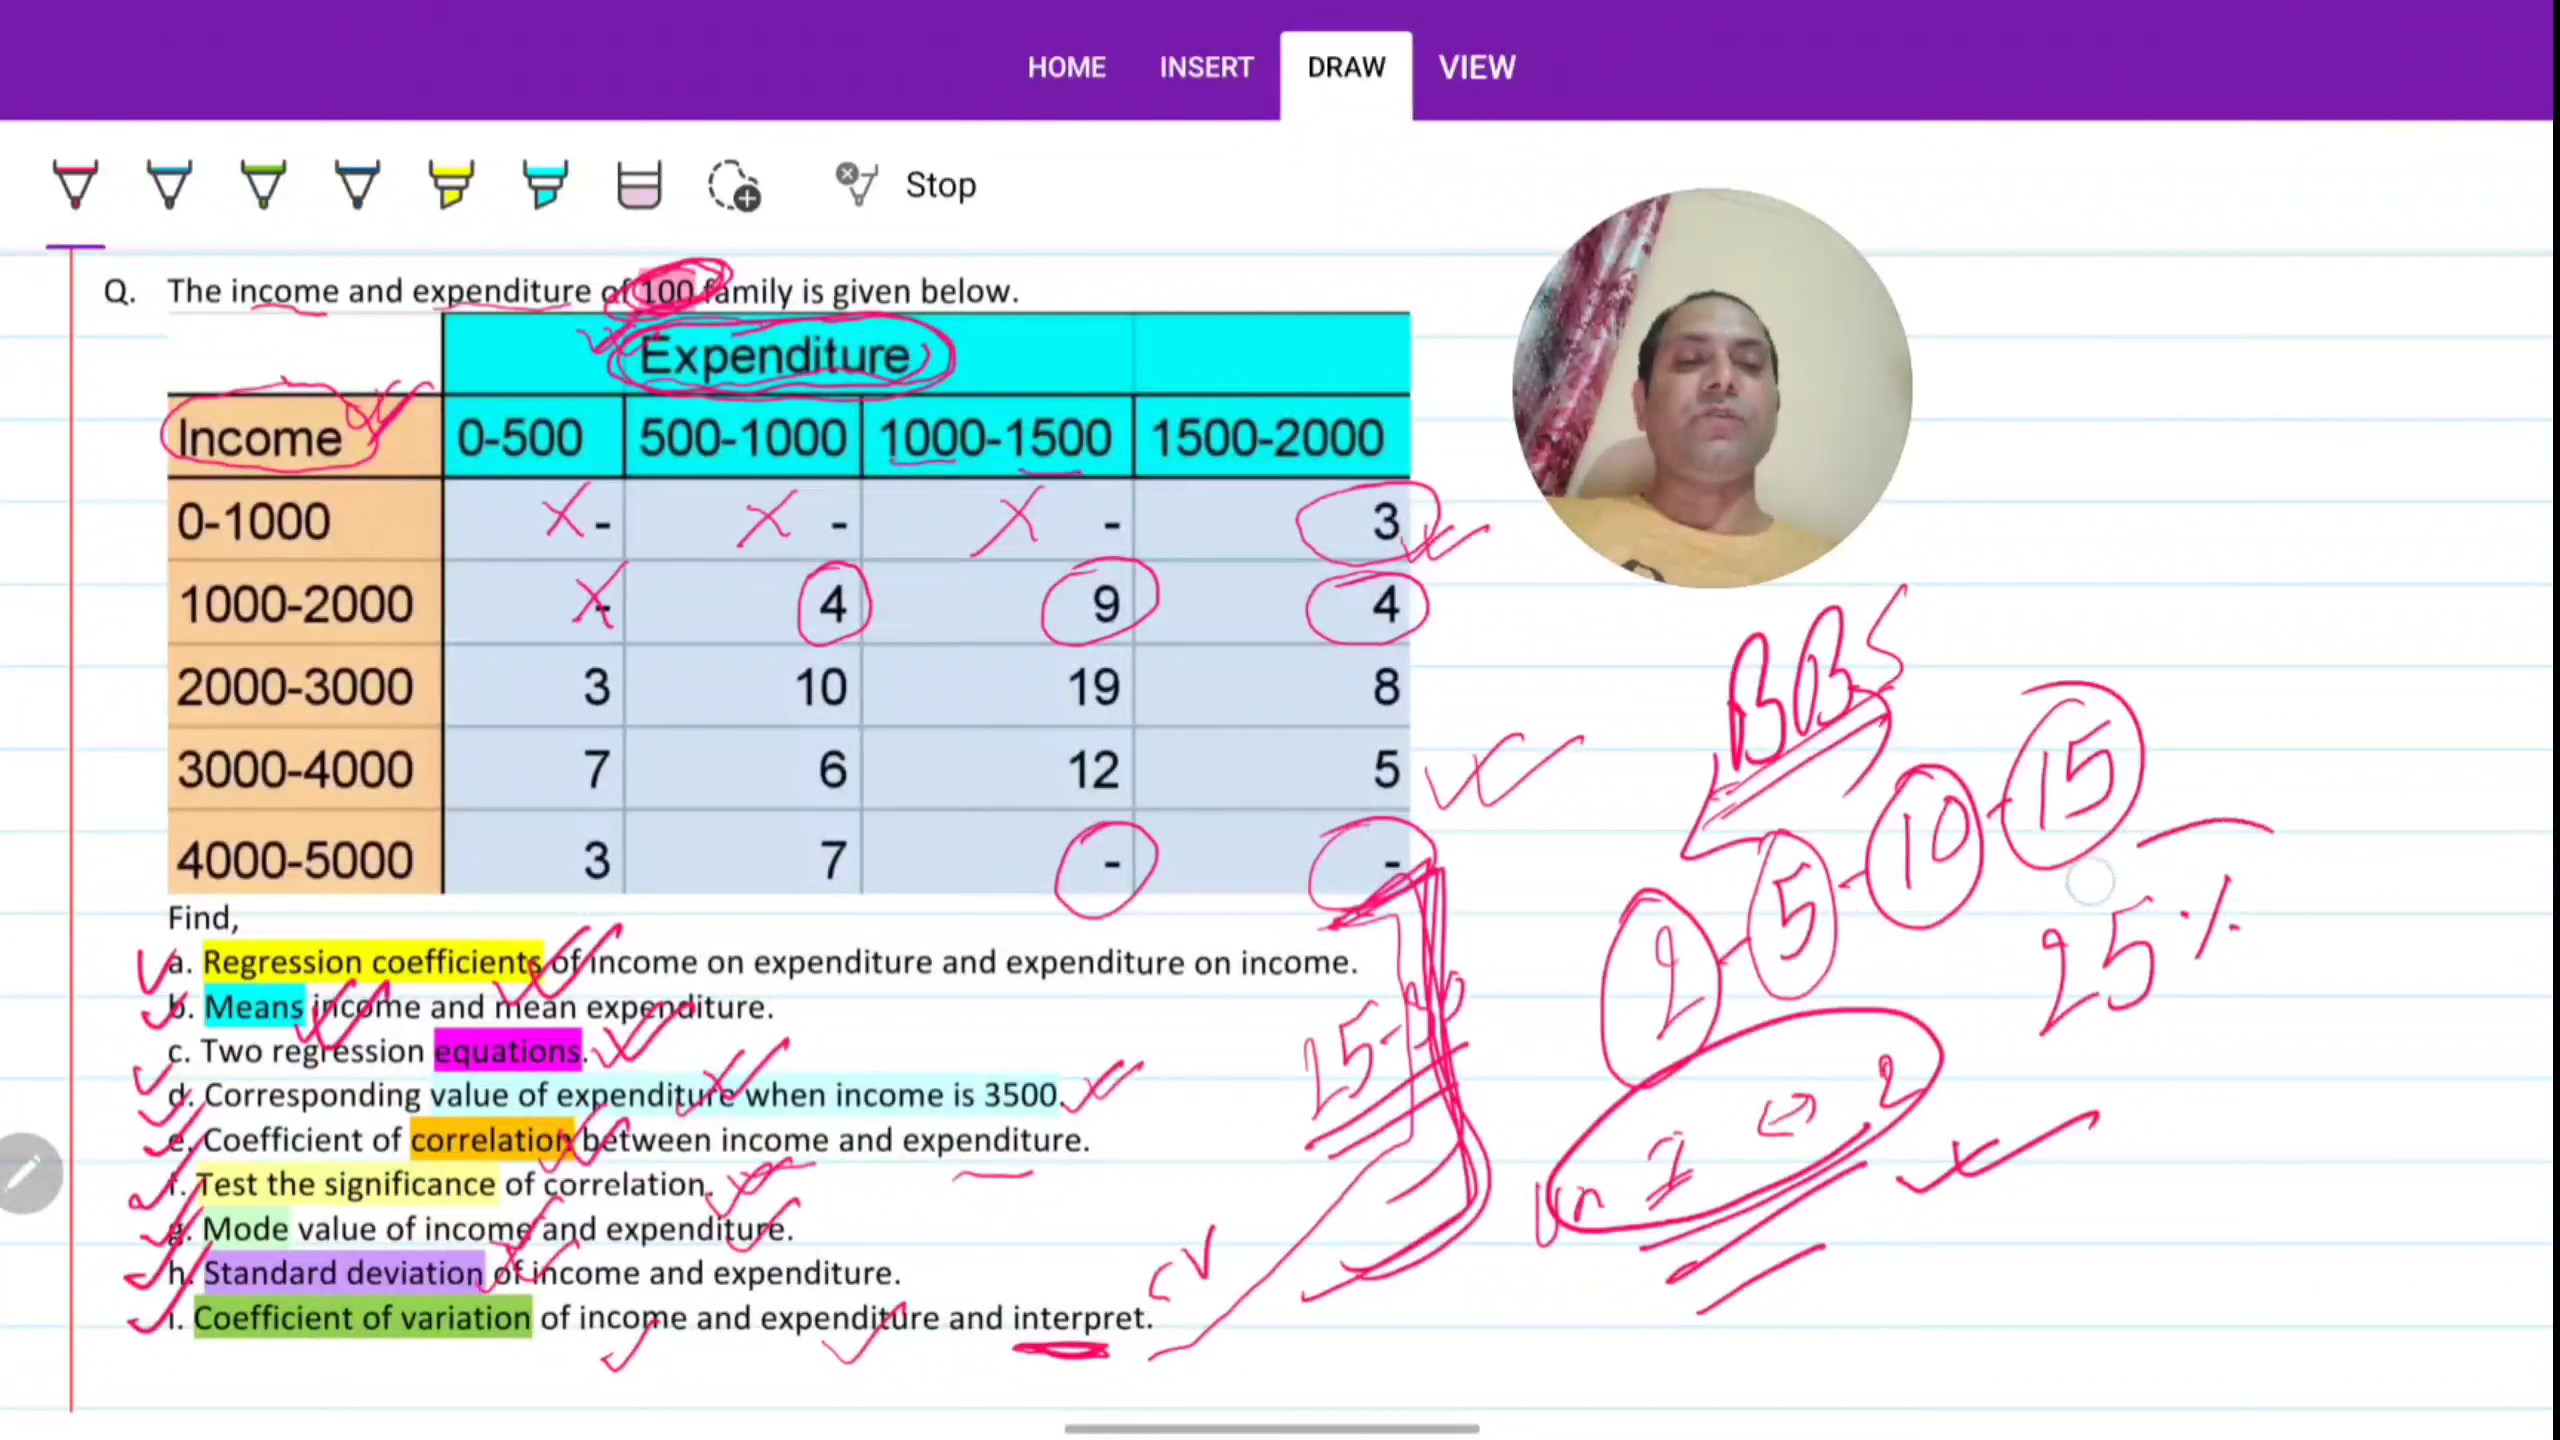 HOME INSERT DRAW VIEW
Stop
Q. The income and expenditure of 100 family is given below.
Expenditure
Income 0-500 500-1000 1000-1500 1500-2000
0-1000 - - - 3
1000-2000 - 4 9 4
2000-3000 3 10 19 8
3000-4000 7 6 12 5
4000-5000 3 7 - -
Find,
a. Regression coefficients of income on expenditure and expenditure on income.
b. Means income and mean expenditure.
c. Two regression equations.
d. Corresponding value of expenditure when income is 3500.
e. Coefficient of correlation between income and expenditure.
f. Test the significance of correlation.
g. Mode value of income and expenditure.
h. Standard deviation of income and expenditure.
i. Coefficient of variation of income and expenditure and interpret.
BBS
2 - 5 - 10 - 15
25%